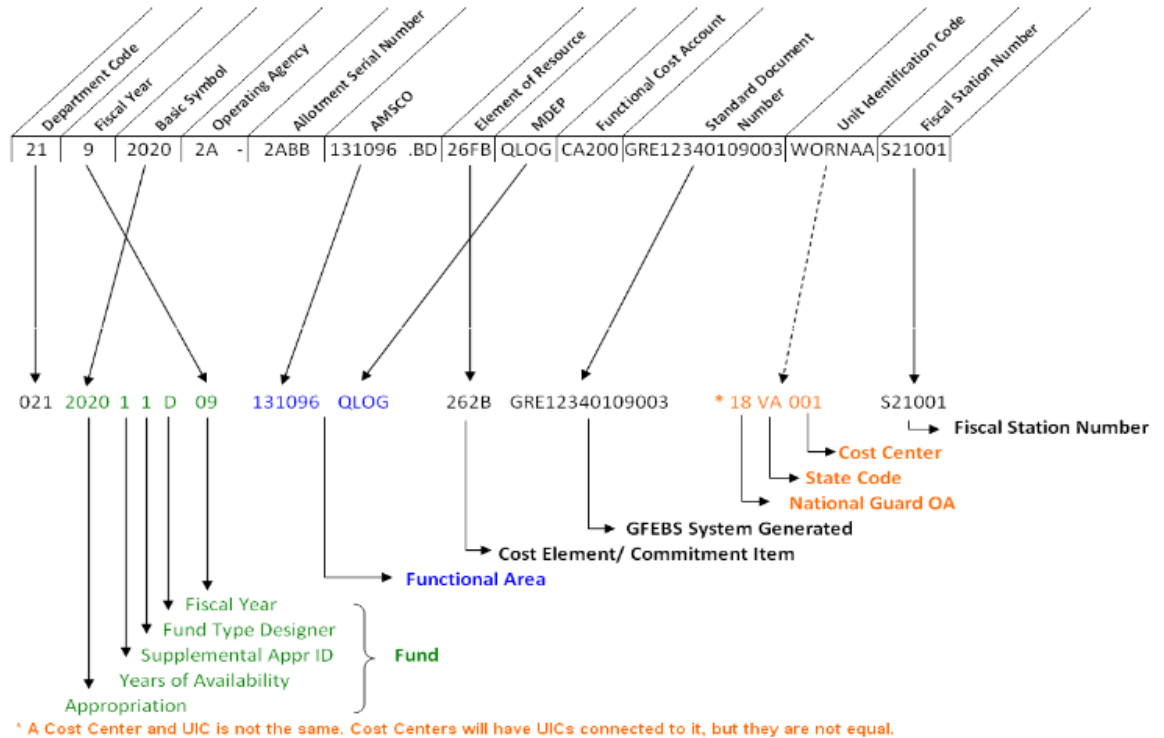 Department Code
Fiscal Year
Basic Symbol
Operating Agency
Allotment Serial Number
AMSCO
Element of Resource
MDEP
Functional Cost Account
Standard Document
Number
Unit Identification Code
Fiscal Station Number
21 9 2020 2A - 2ABB 131096 .BD 26FB QLOG CA200 GRE12340109003 WORNAA S21001
021 2020 1 1 D 09 131096 QLOG 262B GRE12340109003 * 18 VA 001 S21001
Fiscal Station Number
Cost Center
State Code
National Guard OA
GFEBS System Generated
Cost Element/ Commitment Item
Functional Area
Fiscal Year
Fund Type Designer
Supplemental Appr ID
Fund
Years of Availability
Appropriation
* A Cost Center and UIC is not the same. Cost Centers will have UICs connected to it, but they are not equal.